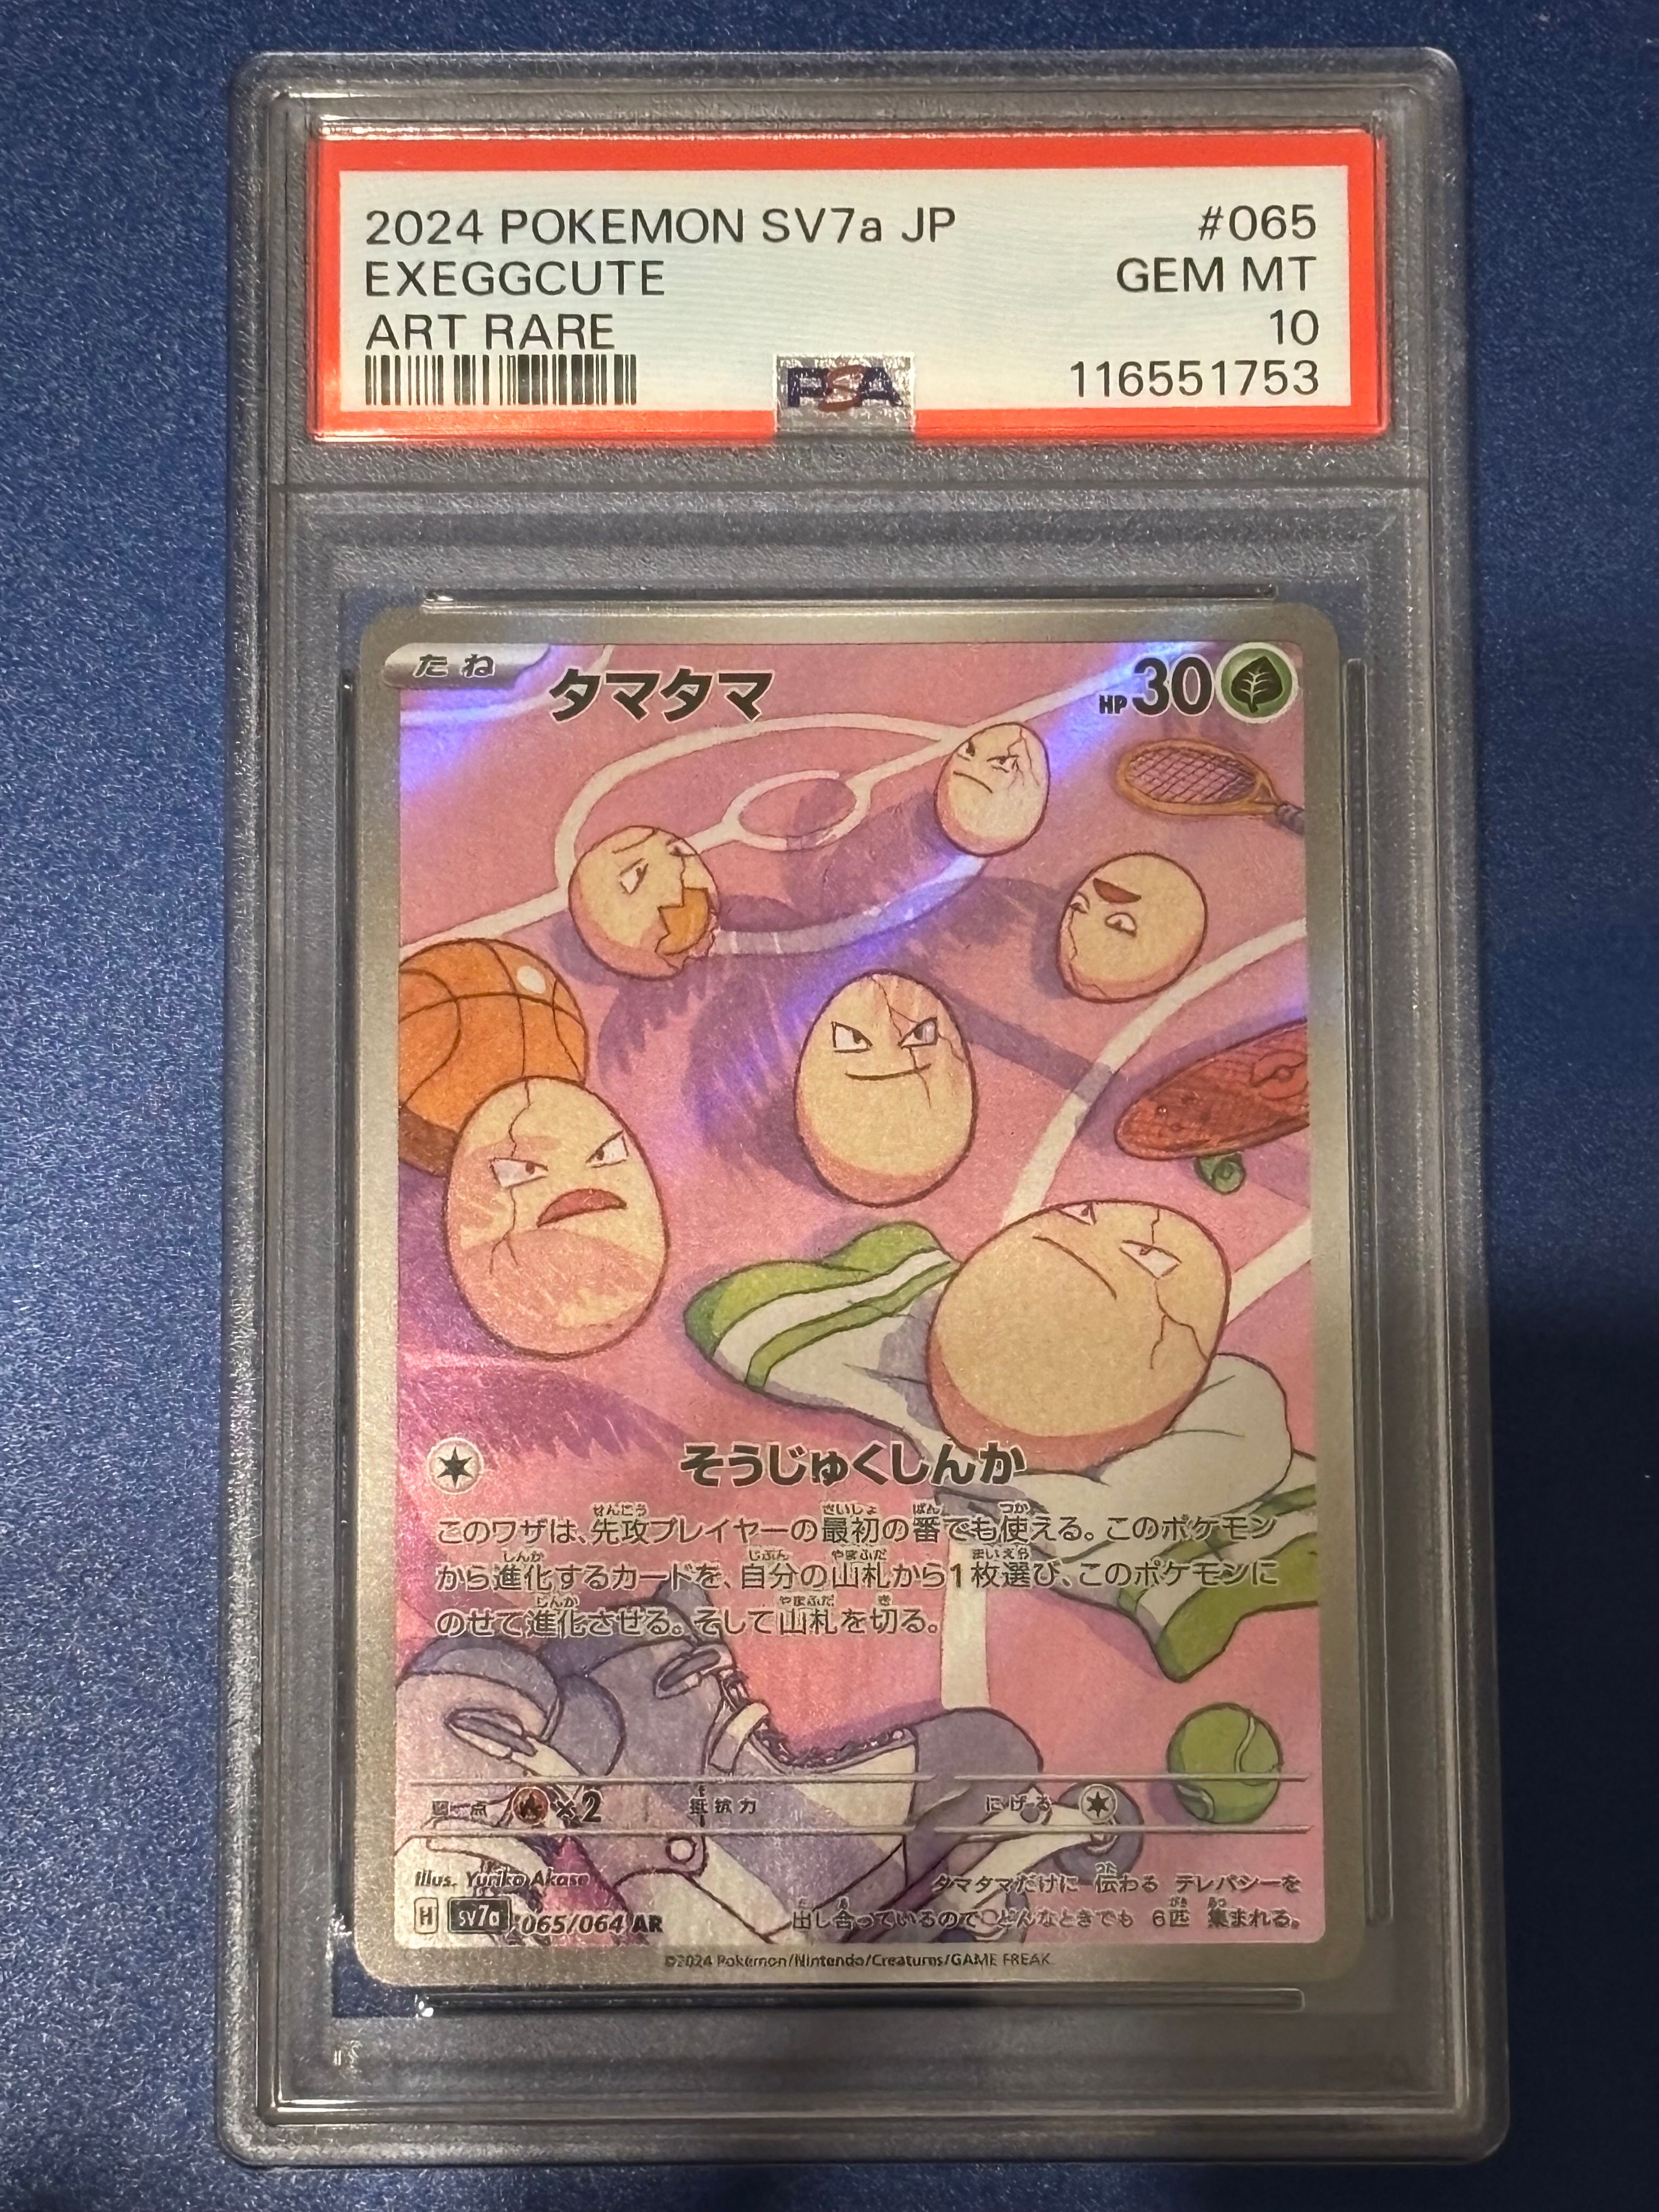 2024 POKEMON SV7a JP #065
EXEGGCUTE GEM MT
ART RARE 10
PSA 116551753
たね タマタマ HP30
そうじゅくしんか
このワザは、先攻プレイヤーの最初の番でも使える。このポケモン
から進化するカードを、自分の山札から1枚選び、このポケモンに
のせて進化させる。そして山札を切る。
弱点 ×2 抵抗力 にげる
Illus. Yuriko Akase
タマタマだけに 伝わる テレパシーを
H sv7a 065/064 AR
出し合っているので どんなときでも 6匹 集まれる。
©2024 Pokémon/Nintendo/Creatures/GAME FREAK